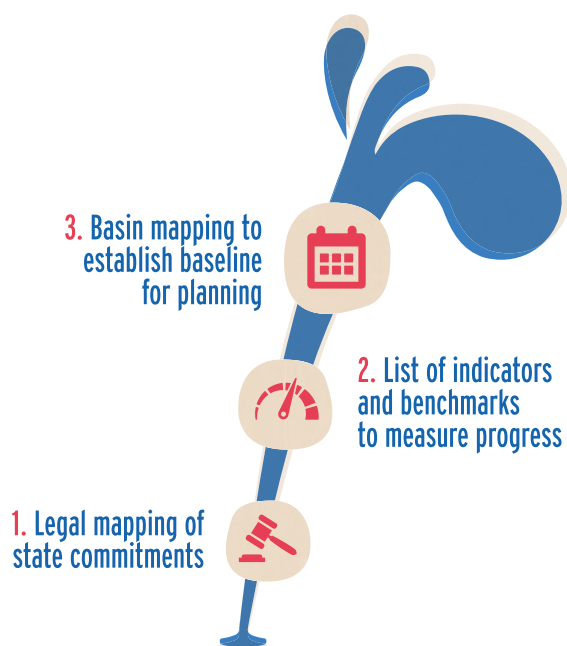 3. Basin mapping to
establish baseline
for planning
2. List of indicators
and benchmarks
to measure progress
1. Legal mapping of
state commitments